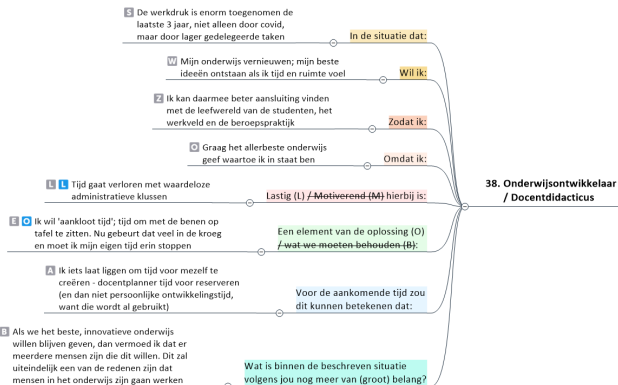 S De werkdruk is enorm toegenomen de
laatste 3 jaar, niet alleen door covid,
maar door lager gedelegeerde taken
In de situatie dat:
W Mijn onderwijs vernieuwen; mijn beste
ideeën ontstaan als ik tijd en ruimte voel
Wil ik:
Z Ik kan daarmee beter aansluiting vinden
met de leefwereld van de studenten, het
werkveld en de beroepspraktijk
Zodat ik:
O Graag het allerbeste onderwijs
geef waartoe ik in staat ben
Omdat ik:
38. Onderwijsontwikkelaar
/ Docentdidacticus
L L Tijd gaat verloren met waardeloze
administratieve klussen
Lastig (L) / Motiverend (M) hierbij is:
E O Ik wil 'aankloot tijd'; tijd om met de benen op
tafel te zitten. Nu gebeurt dat veel in de kroeg
en moet ik mijn eigen tijd erin stoppen
Een element van de oplossing (O)
/ wat we moeten behouden (B):
A Ik iets laat liggen om tijd voor mezelf te
creëren - docentplanner tijd voor reserveren
(en dan niet persoonlijke ontwikkelingstijd,
want die wordt al gebruikt)
Voor de aankomende tijd zou
dit kunnen betekenen dat:
B Als we het beste, innovatieve onderwijs
willen blijven geven, dan vermoed ik dat er
meerdere mensen zijn die dit willen. Dit zal
uiteindelijk een van de redenen zijn dat
mensen in het onderwijs zijn gaan werken
Wat is binnen de beschreven situatie
volgens jou nog meer van (groot) belang?